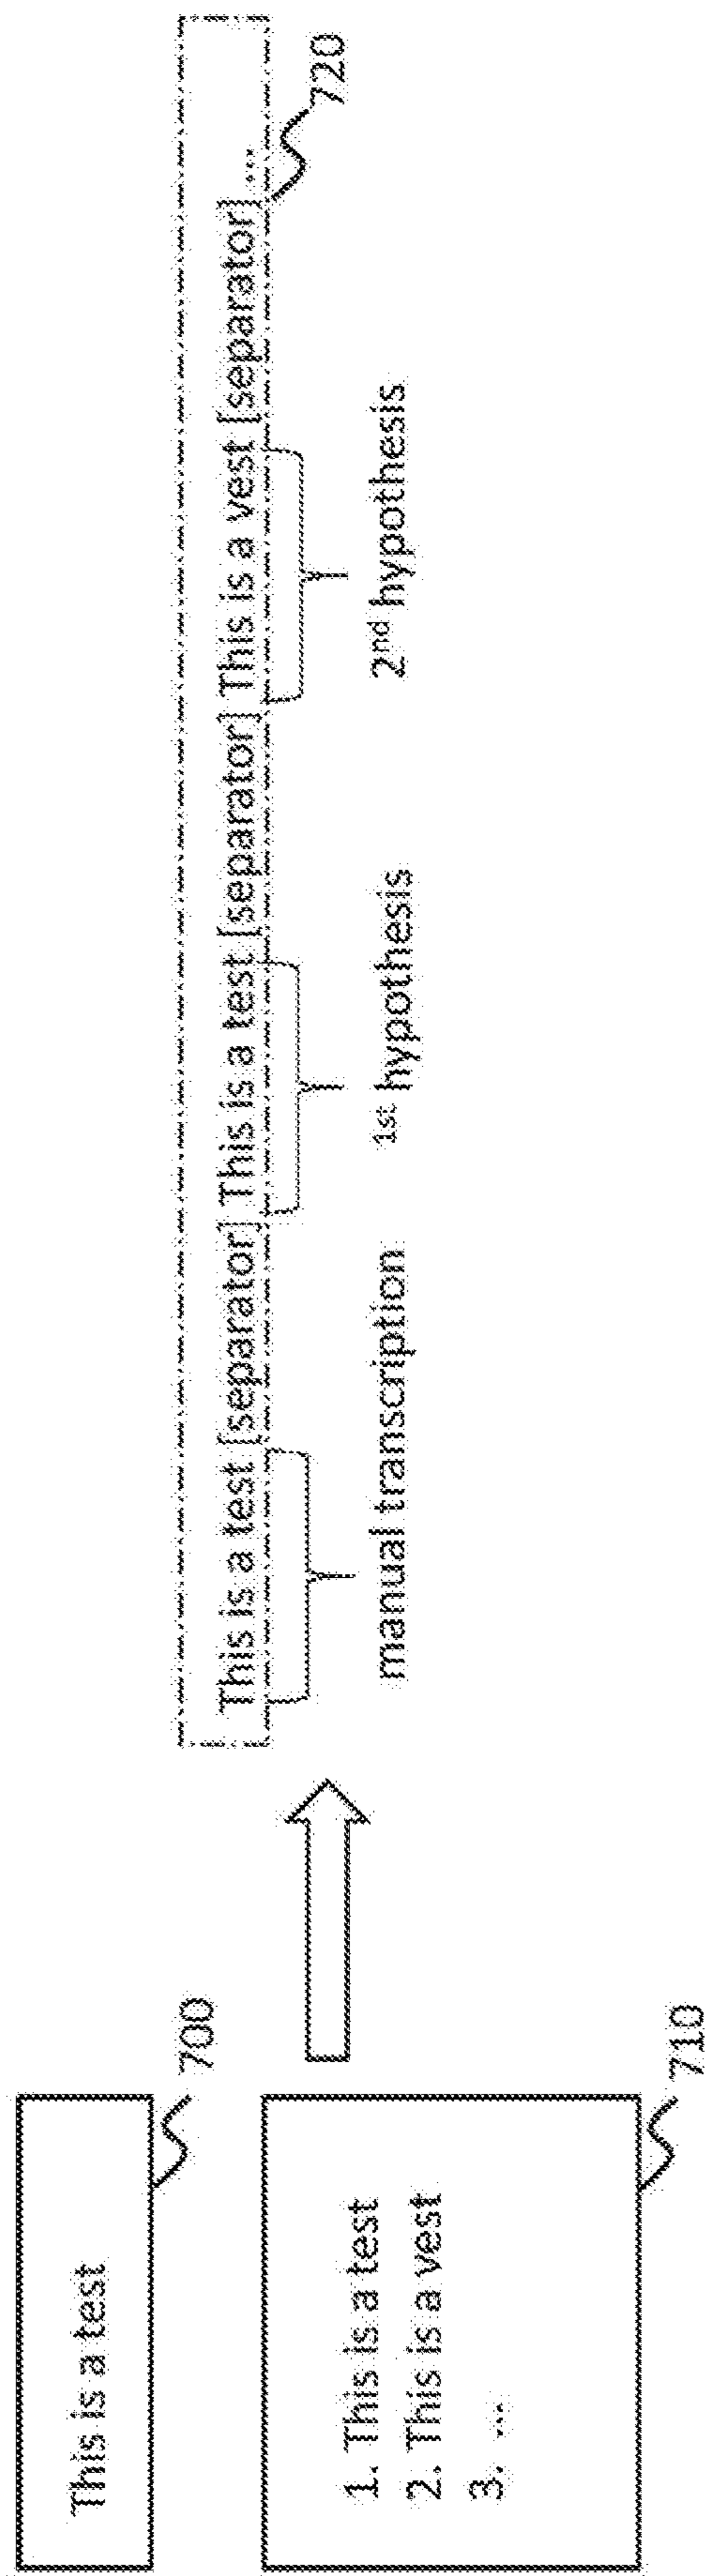 This is a test
700
1. This is a test
2. This is a vest
3. ...
710
This is a test [separator] This is a test [separator] This is a vest [separator] ...
720
manual transcription
1st hypothesis
2nd hypothesis